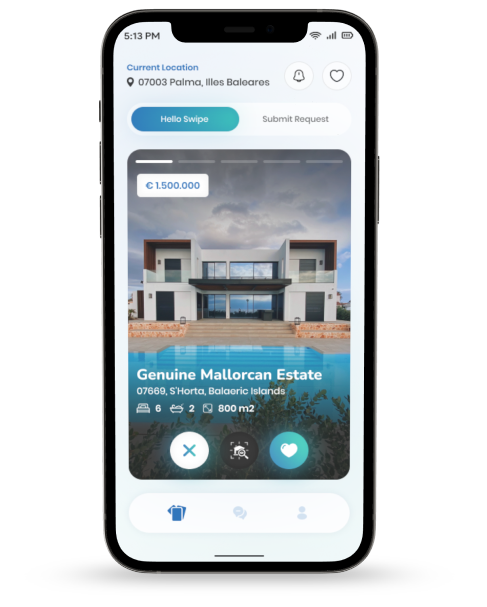 5:13 PM
Current Location
07003 Palma, Illes Baleares
Hello Swipe
Submit Request
€ 1.500.000
Genuine Mallorcan Estate
07669, S'Horta, Balaeric Islands
6 2 800 m2